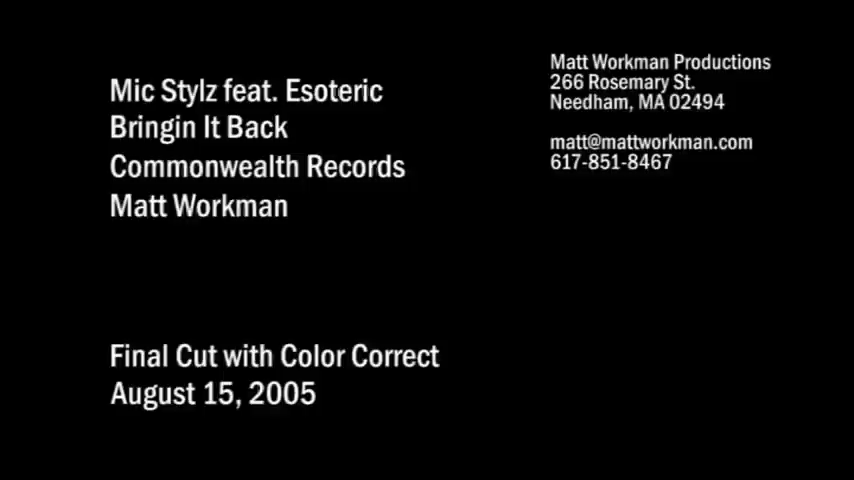 Mic Stylz feat. Esoteric
Bringin It Back
Commonwealth Records
Matt Workman
Matt Workman Productions
266 Rosemary St.
Needham, MA 02494
matt@mattworkman.com
617-851-8467
Final Cut with Color Correct
August 15, 2005